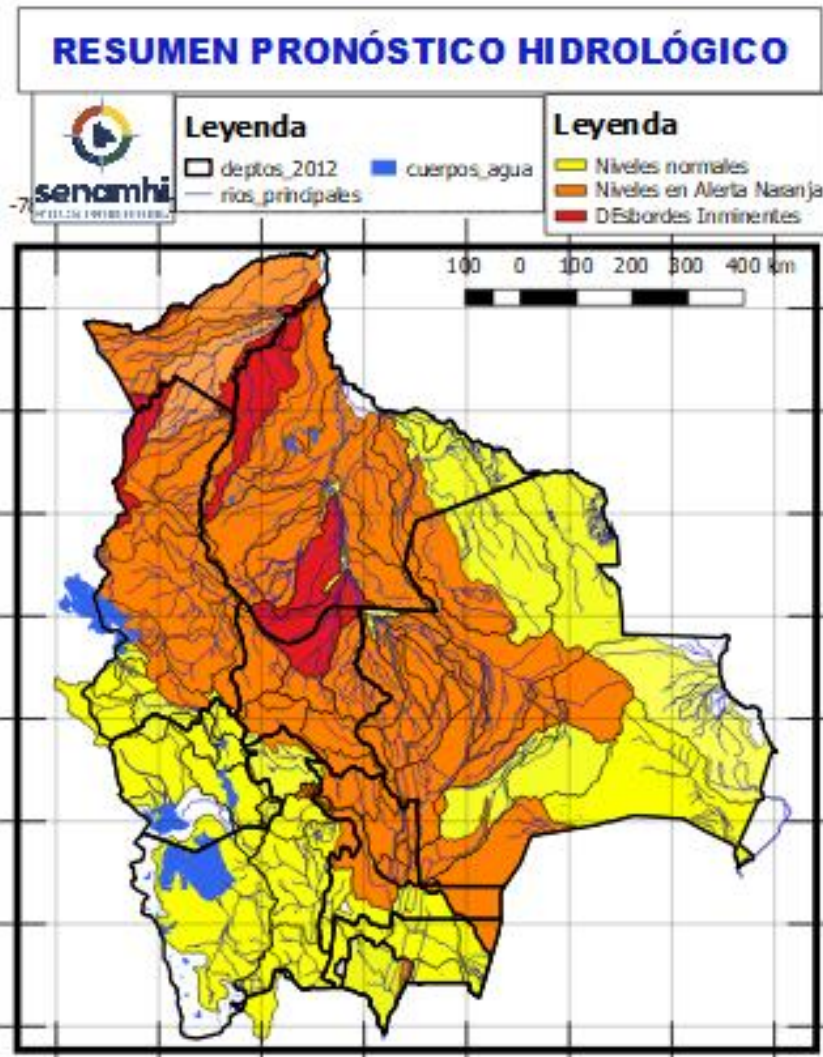 RESUMEN PRONÓSTICO HIDROLÓGICO
senamhi
Leyenda
deptos_2012
cuerpos_agua
rios_principales
Leyenda
Niveles normales
Niveles en Alerta Naranja
DEsbordes Inminentes
100 0 100 200 300 400 km